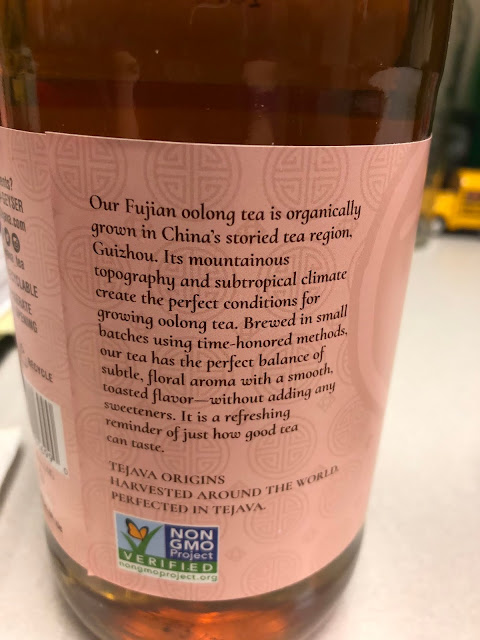 Our Fujian oolong tea is organically
grown in China's storied tea region,
Guizhou. Its mountainous
topography and subtropical climate
create the perfect conditions for
growing oolong tea. Brewed in small
batches using time-honored methods,
our tea has the perfect balance of
subtle, floral aroma with a smooth,
toasted flavor—without adding any
sweeteners. It is a refreshing
reminder of just how good tea
can taste.
TEJAVA ORIGINS
HARVESTED AROUND THE WORLD.
PERFECTED IN TEJAVA.
NON
GMO
Project
VERIFIED
nongmoproject.org
GEYSER
tea
RECYCLE